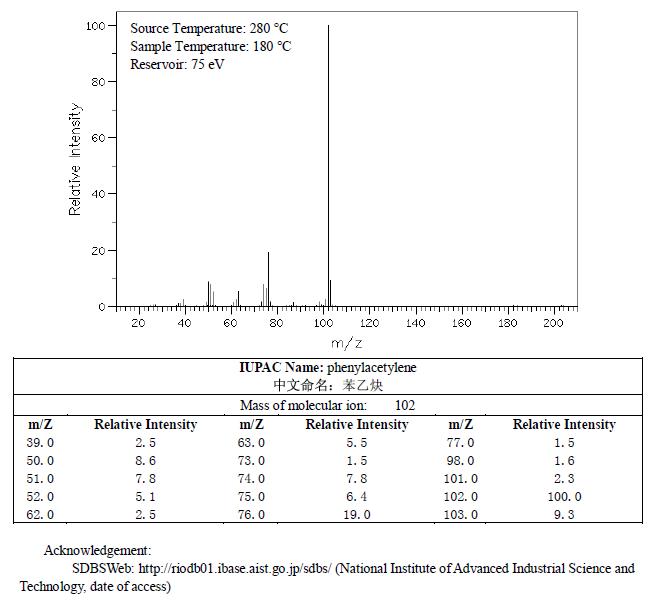 Source Temperature: 280 °C
Sample Temperature: 180 °C
Reservoir: 75 eV
Relative Intensity
100
80
60
40
20
0
20 40 60 80 100 120 140 160 180 200
m/z
IUPAC Name: phenylacetylene
中文命名：苯乙炔
Mass of molecular ion: 102
m/Z Relative Intensity m/Z Relative Intensity m/Z Relative Intensity
39.0 2.5 63.0 5.5 77.0 1.5
50.0 8.6 73.0 1.5 98.0 1.6
51.0 7.8 74.0 7.8 101.0 2.3
52.0 5.1 75.0 6.4 102.0 100.0
62.0 2.5 76.0 19.0 103.0 9.3
Acknowledgement:
SDBSWeb: http://riodb01.ibase.aist.go.jp/sdbs/ (National Institute of Advanced Industrial Science and
Technology, date of access)